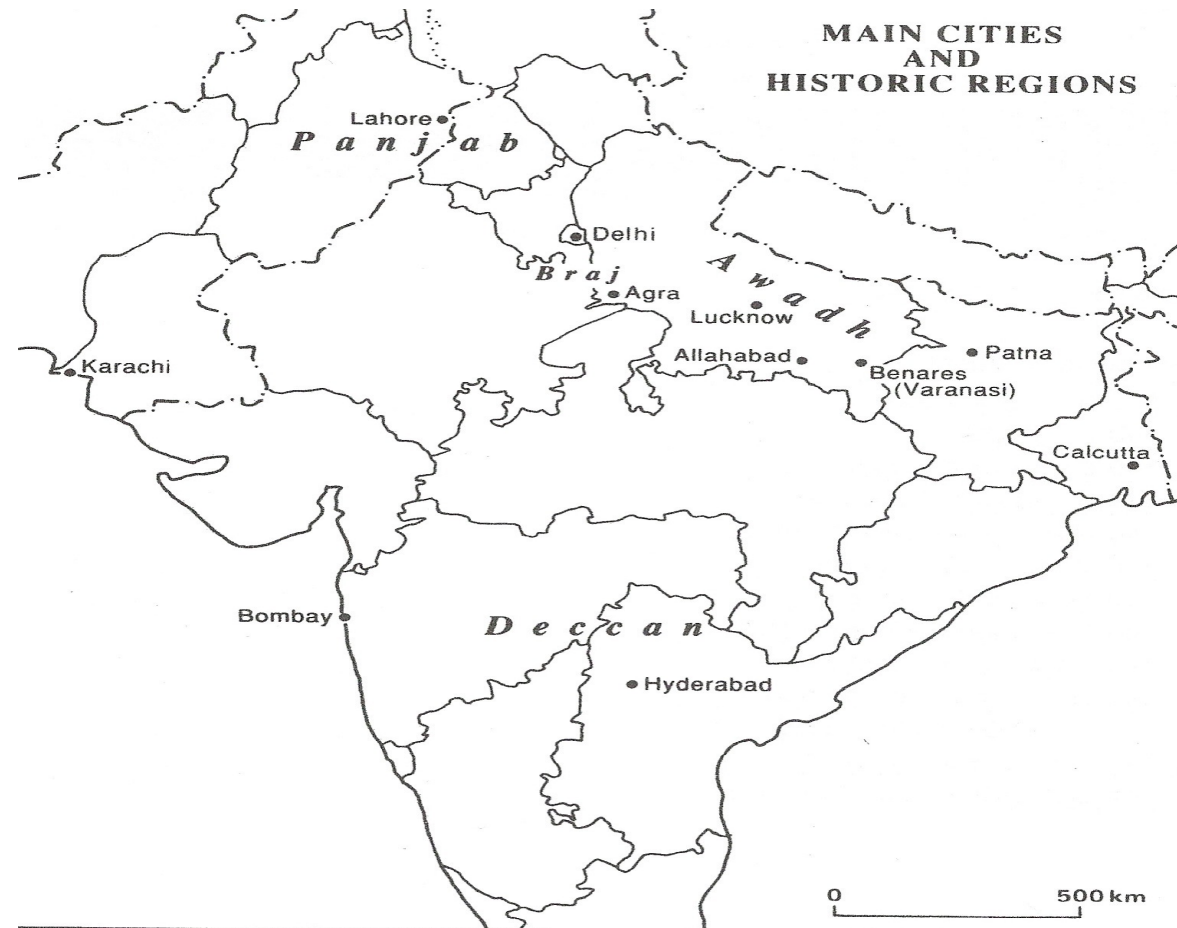 MAIN CITIES
AND
HISTORIC REGIONS
Lahore
Panjab
Delhi
Braj
Agra
Awadh
Lucknow
Allahabad
Benares
(Varanasi)
Patna
Karachi
Calcutta
Bombay
Deccan
Hyderabad
0 500 km